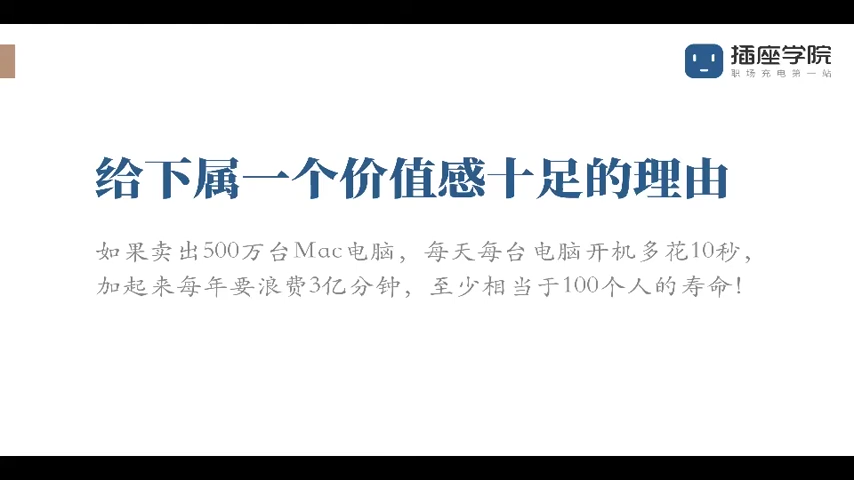 插座学院
职场充电第一站
给下属一个价值感十足的理由
如果卖出500万台Mac电脑，每天每台电脑开机多花10秒，
加起来每年要浪费3亿分钟，至少相当于100个人的寿命！